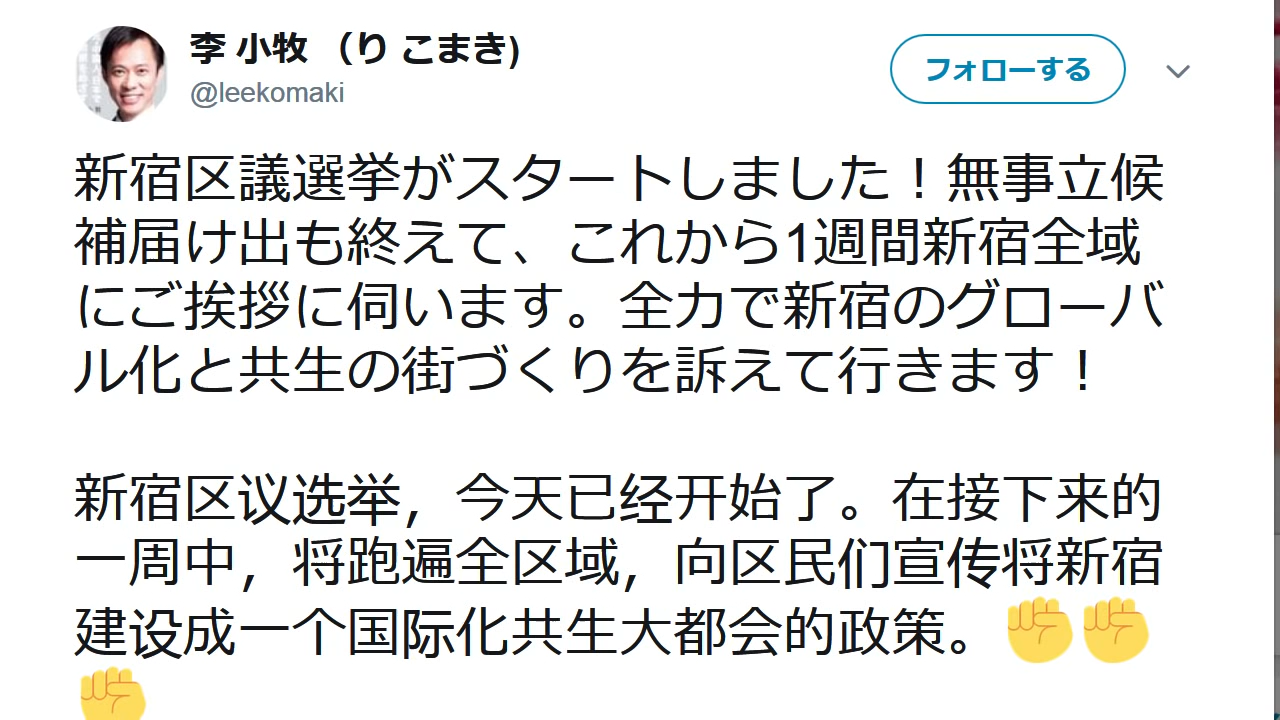 李 小牧 （り こまき)
@leekomaki
フォローする
新宿区議選挙がスタートしました！無事立候
補届け出も終えて、これから1週間新宿全域
にご挨拶に伺います。全力で新宿のグローバ
ル化と共生の街づくりを訴えて行きます！
新宿区议选举，今天已经开始了。在接下来的
一周中，将跑遍全区域，向区民们宣传将新宿
建设成一个国际化共生大都会的政策。✊✊
✊